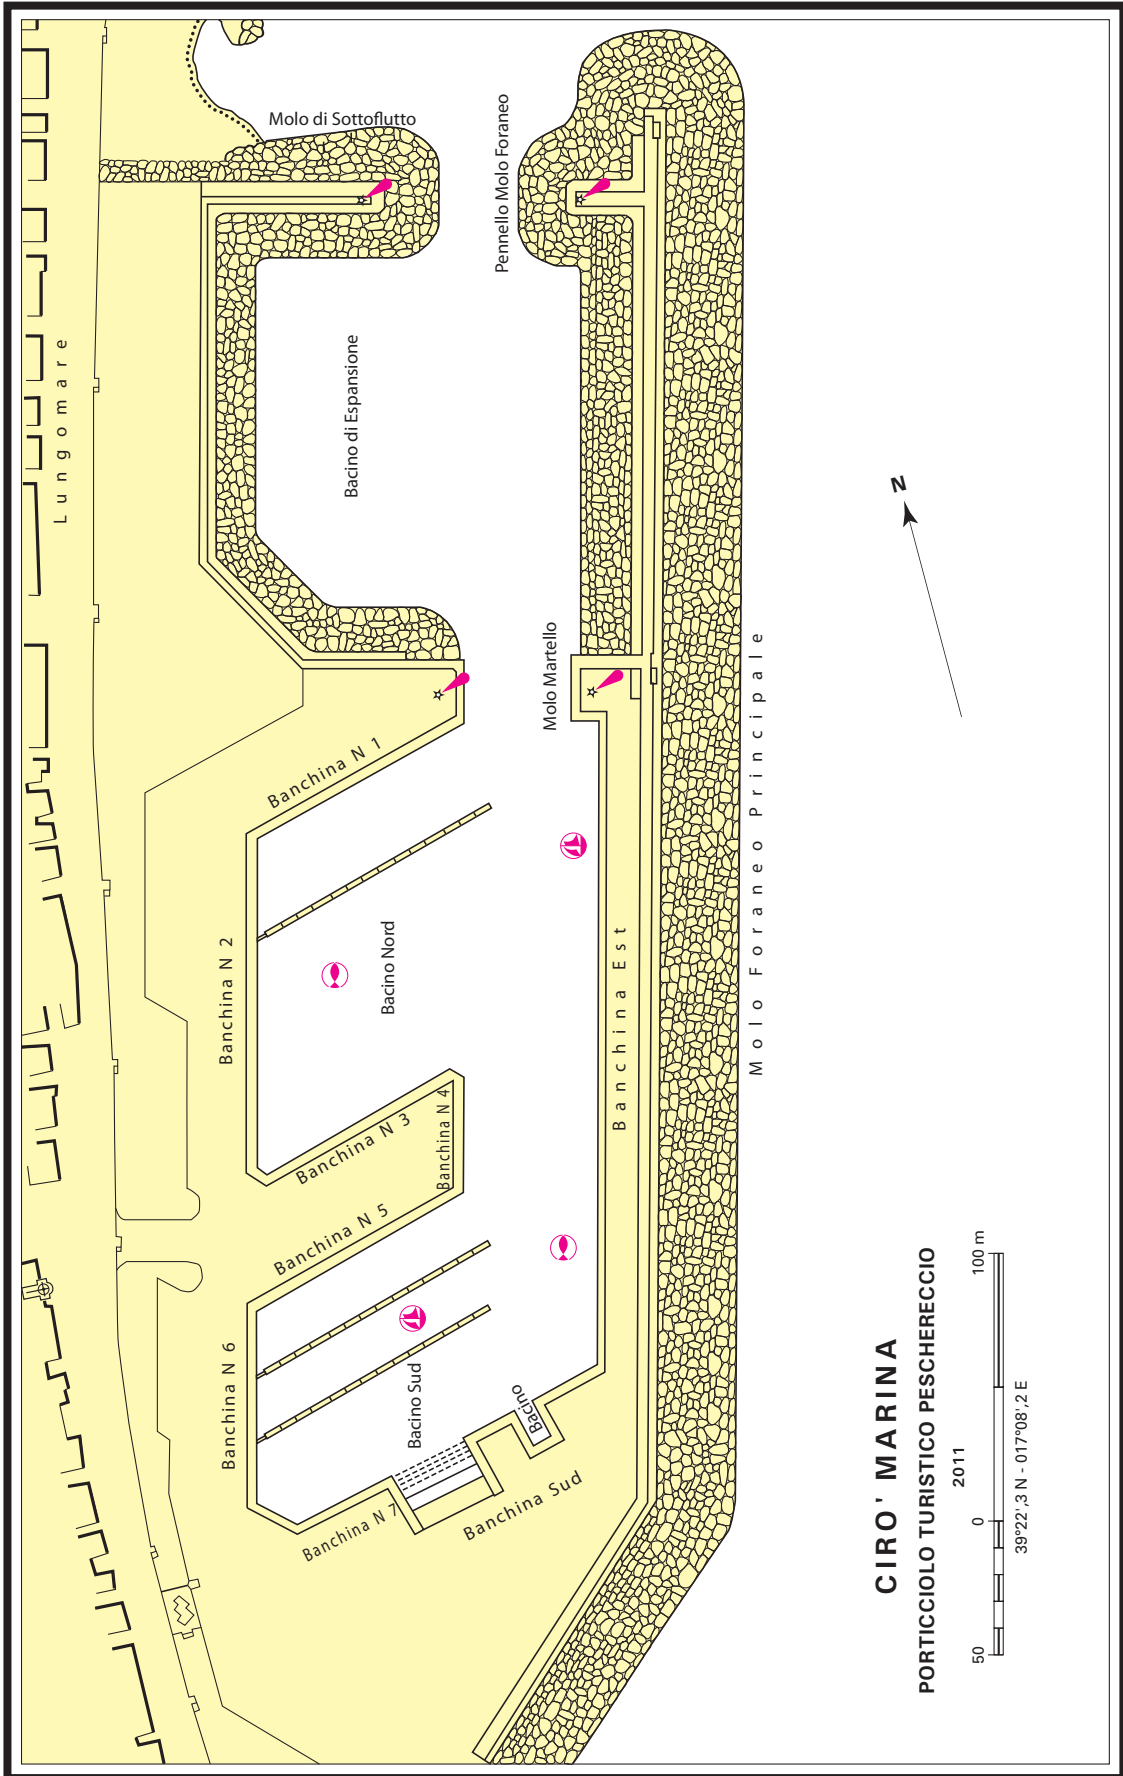 Lungomare
Molo di Sottoflutto
Pennello Molo Foraneo
Bacino di Espansione
Molo Martello
Molo Foraneo Principale
Banchina N 1
Banchina N 2
Bacino Nord
Banchina Est
Banchina N 3
Banchina N 4
Banchina N 5
Banchina N 6
Bacino Sud
Bacino
Banchina N 7
Banchina Sud
N
CIRO' MARINA
PORTICCIOLO TURISTICO PESCHERECCIO
2011
50 0 100 m
39°22',3 N - 017°08',2 E